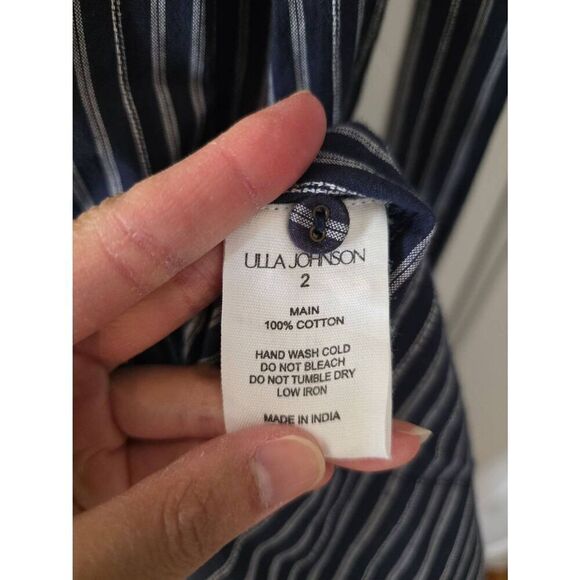 ULLA JOHNSON
2
MAIN
100% COTTON
HAND WASH COLD
DO NOT BLEACH
DO NOT TUMBLE DRY
LOW IRON
MADE IN INDIA